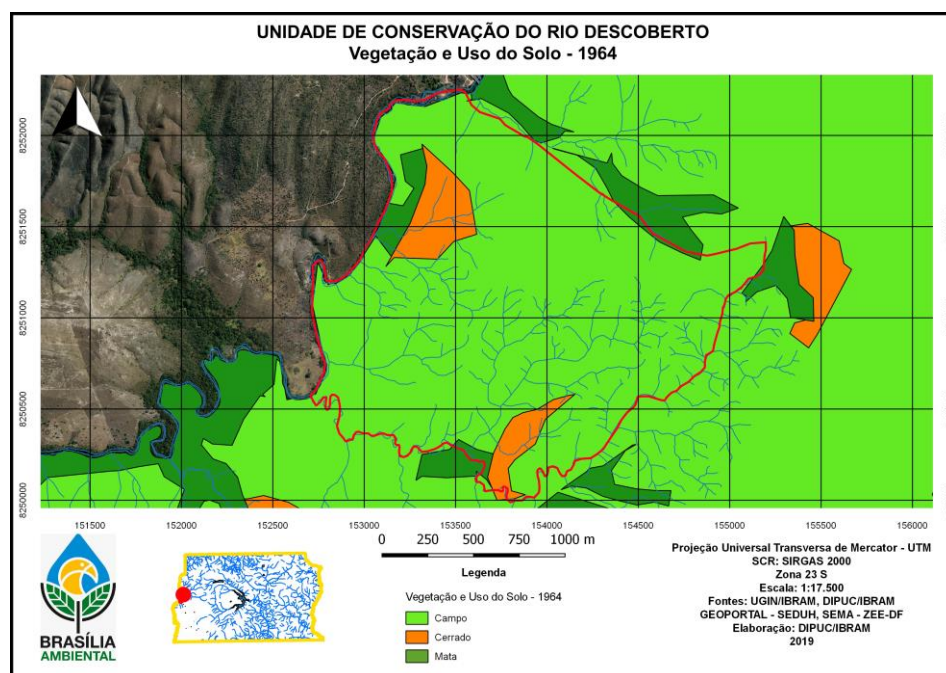 UNIDADE DE CONSERVAÇÃO DO RIO DESCOBERTO
Vegetação e Uso do Solo - 1964
8252000
8251500
8251000
8250500
8250000
151500 152000 152500 153000 153500 154000 154500 155000 155500 156000
0 250 500 750 1000 m
Legenda
Vegetação e Uso do Solo - 1964
Campo
Cerrado
Mata
BRASÍLIA
AMBIENTAL
Projeção Universal Transversa de Mercator - UTM
SCR: SIRGAS 2000
Zona 23 S
Escala: 1:17.500
Fontes: UGIN/IBRAM, DIPUC/IBRAM
GEOPORTAL - SEDUH, SEMA - ZEE-DF
Elaboração: DIPUC/IBRAM
2019